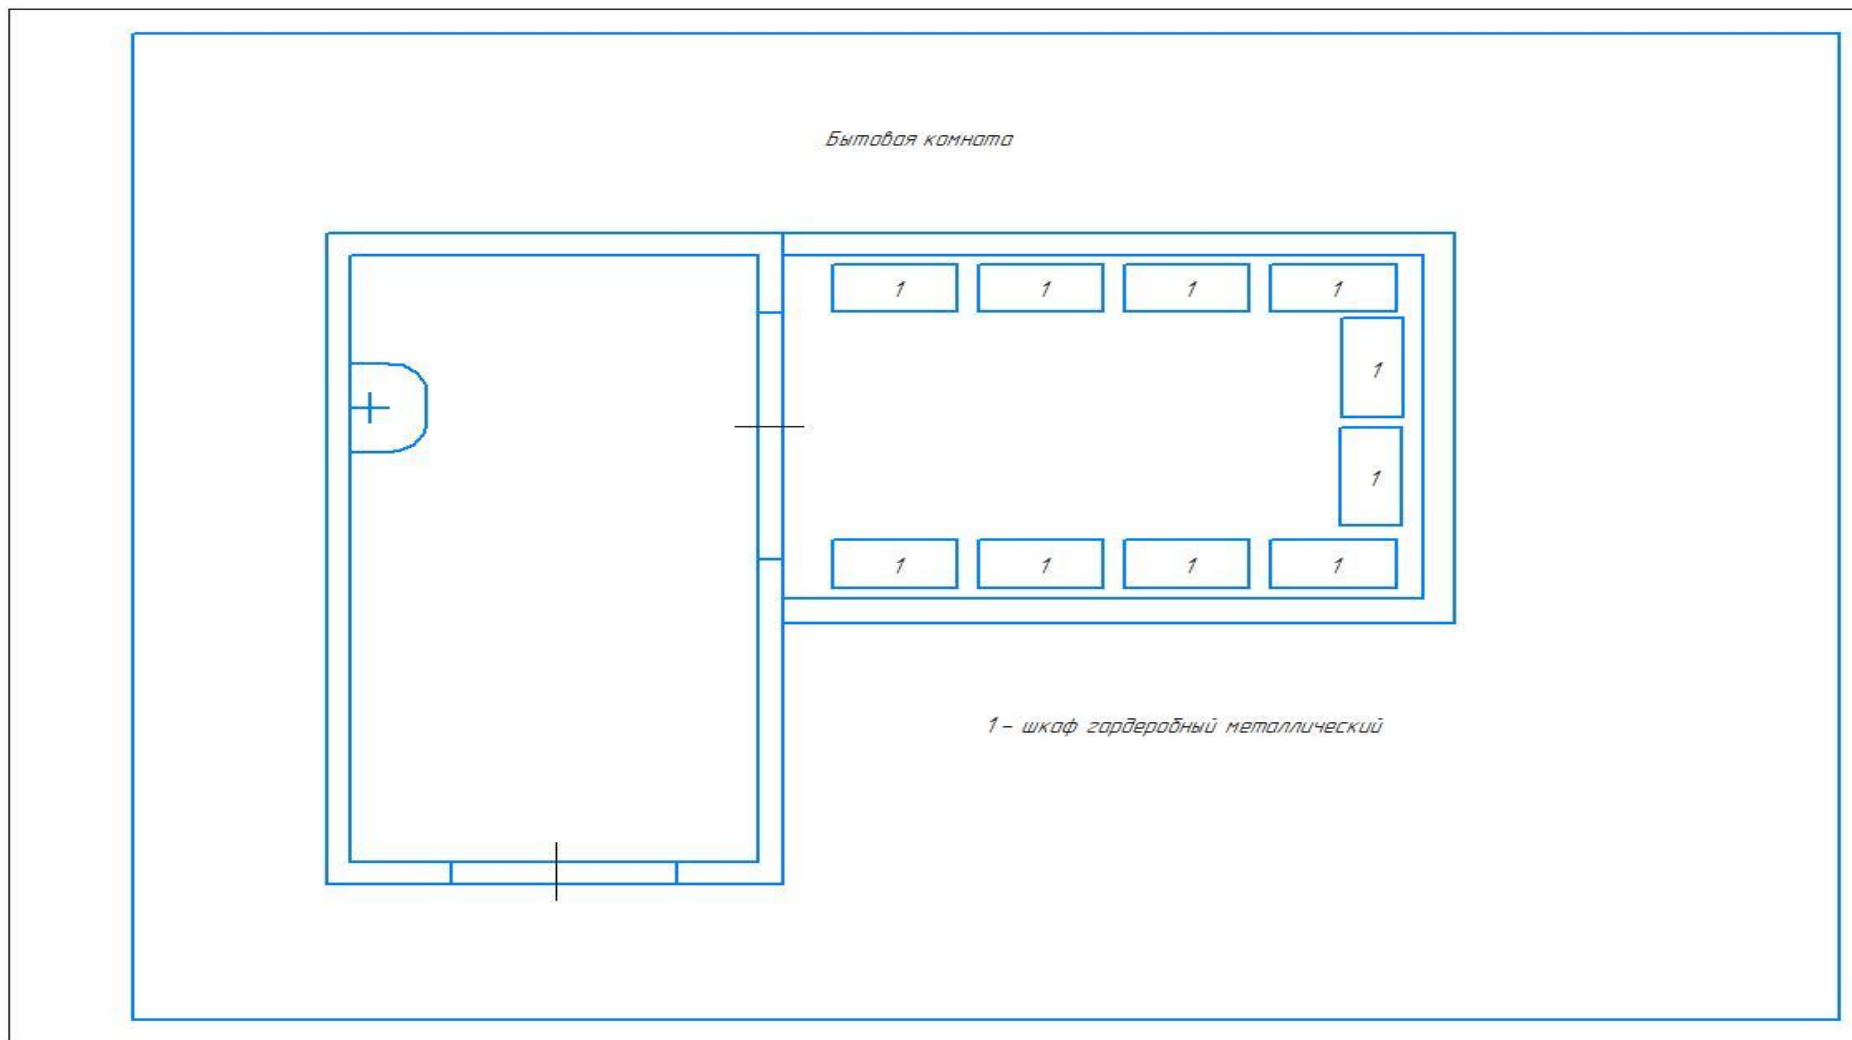 Бытовая комната
1 1 1 1
1
1
1 1 1 1
1 – шкаф гардеробный металлический